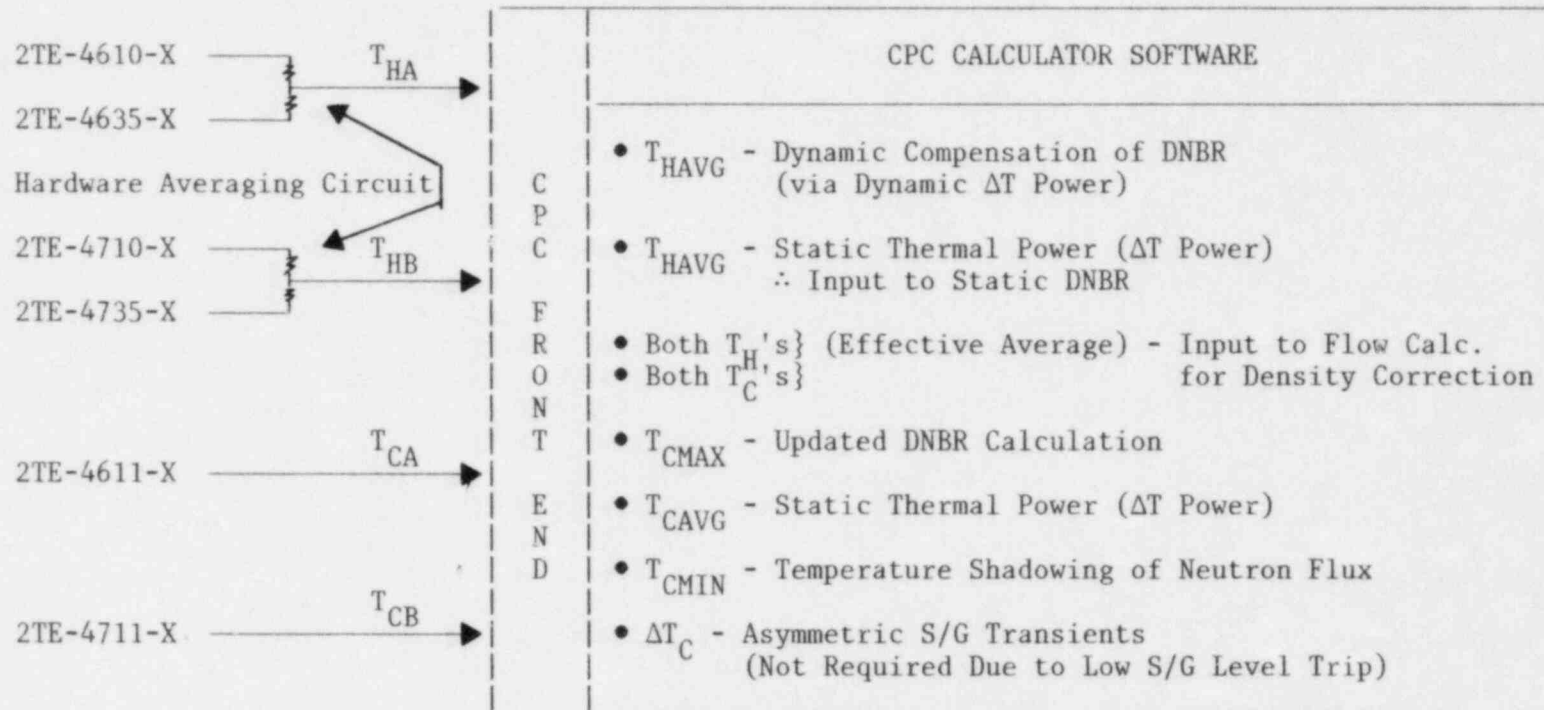 2TE-4610-X
T_HA
2TE-4635-X
Hardware Averaging Circuit
2TE-4710-X
T_HB
2TE-4735-X
T_CA
2TE-4611-X
T_CB
2TE-4711-X
CPC
FRONT
END
CPC CALCULATOR SOFTWARE
• T_HAVG - Dynamic Compensation of DNBR
(via Dynamic ΔT Power)
• T_HAVG - Static Thermal Power (ΔT Power)
∴ Input to Static DNBR
• Both T_H's} (Effective Average) - Input to Flow Calc.
• Both T_C's} for Density Correction
• T_CMAX - Updated DNBR Calculation
• T_CAVG - Static Thermal Power (ΔT Power)
• T_CMIN - Temperature Shadowing of Neutron Flux
• ΔT_C - Asymmetric S/G Transients
(Not Required Due to Low S/G Level Trip)